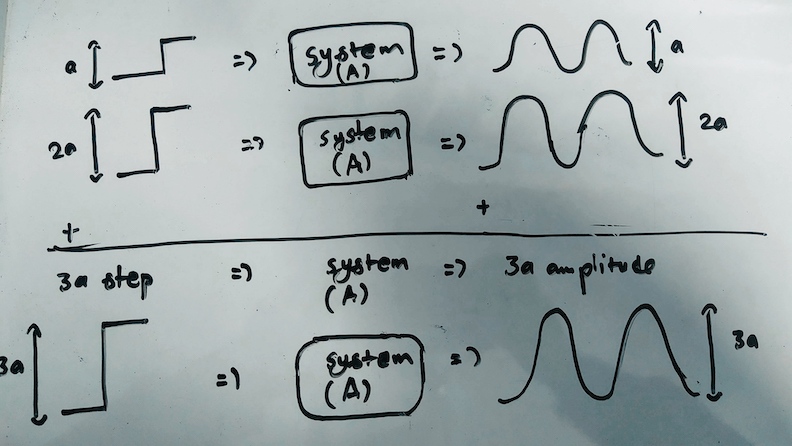 a => system (A) => a
2a => system (A) => 2a
+ +
3a step => system (A) => 3a amplitude
3a => system (A) => 3a